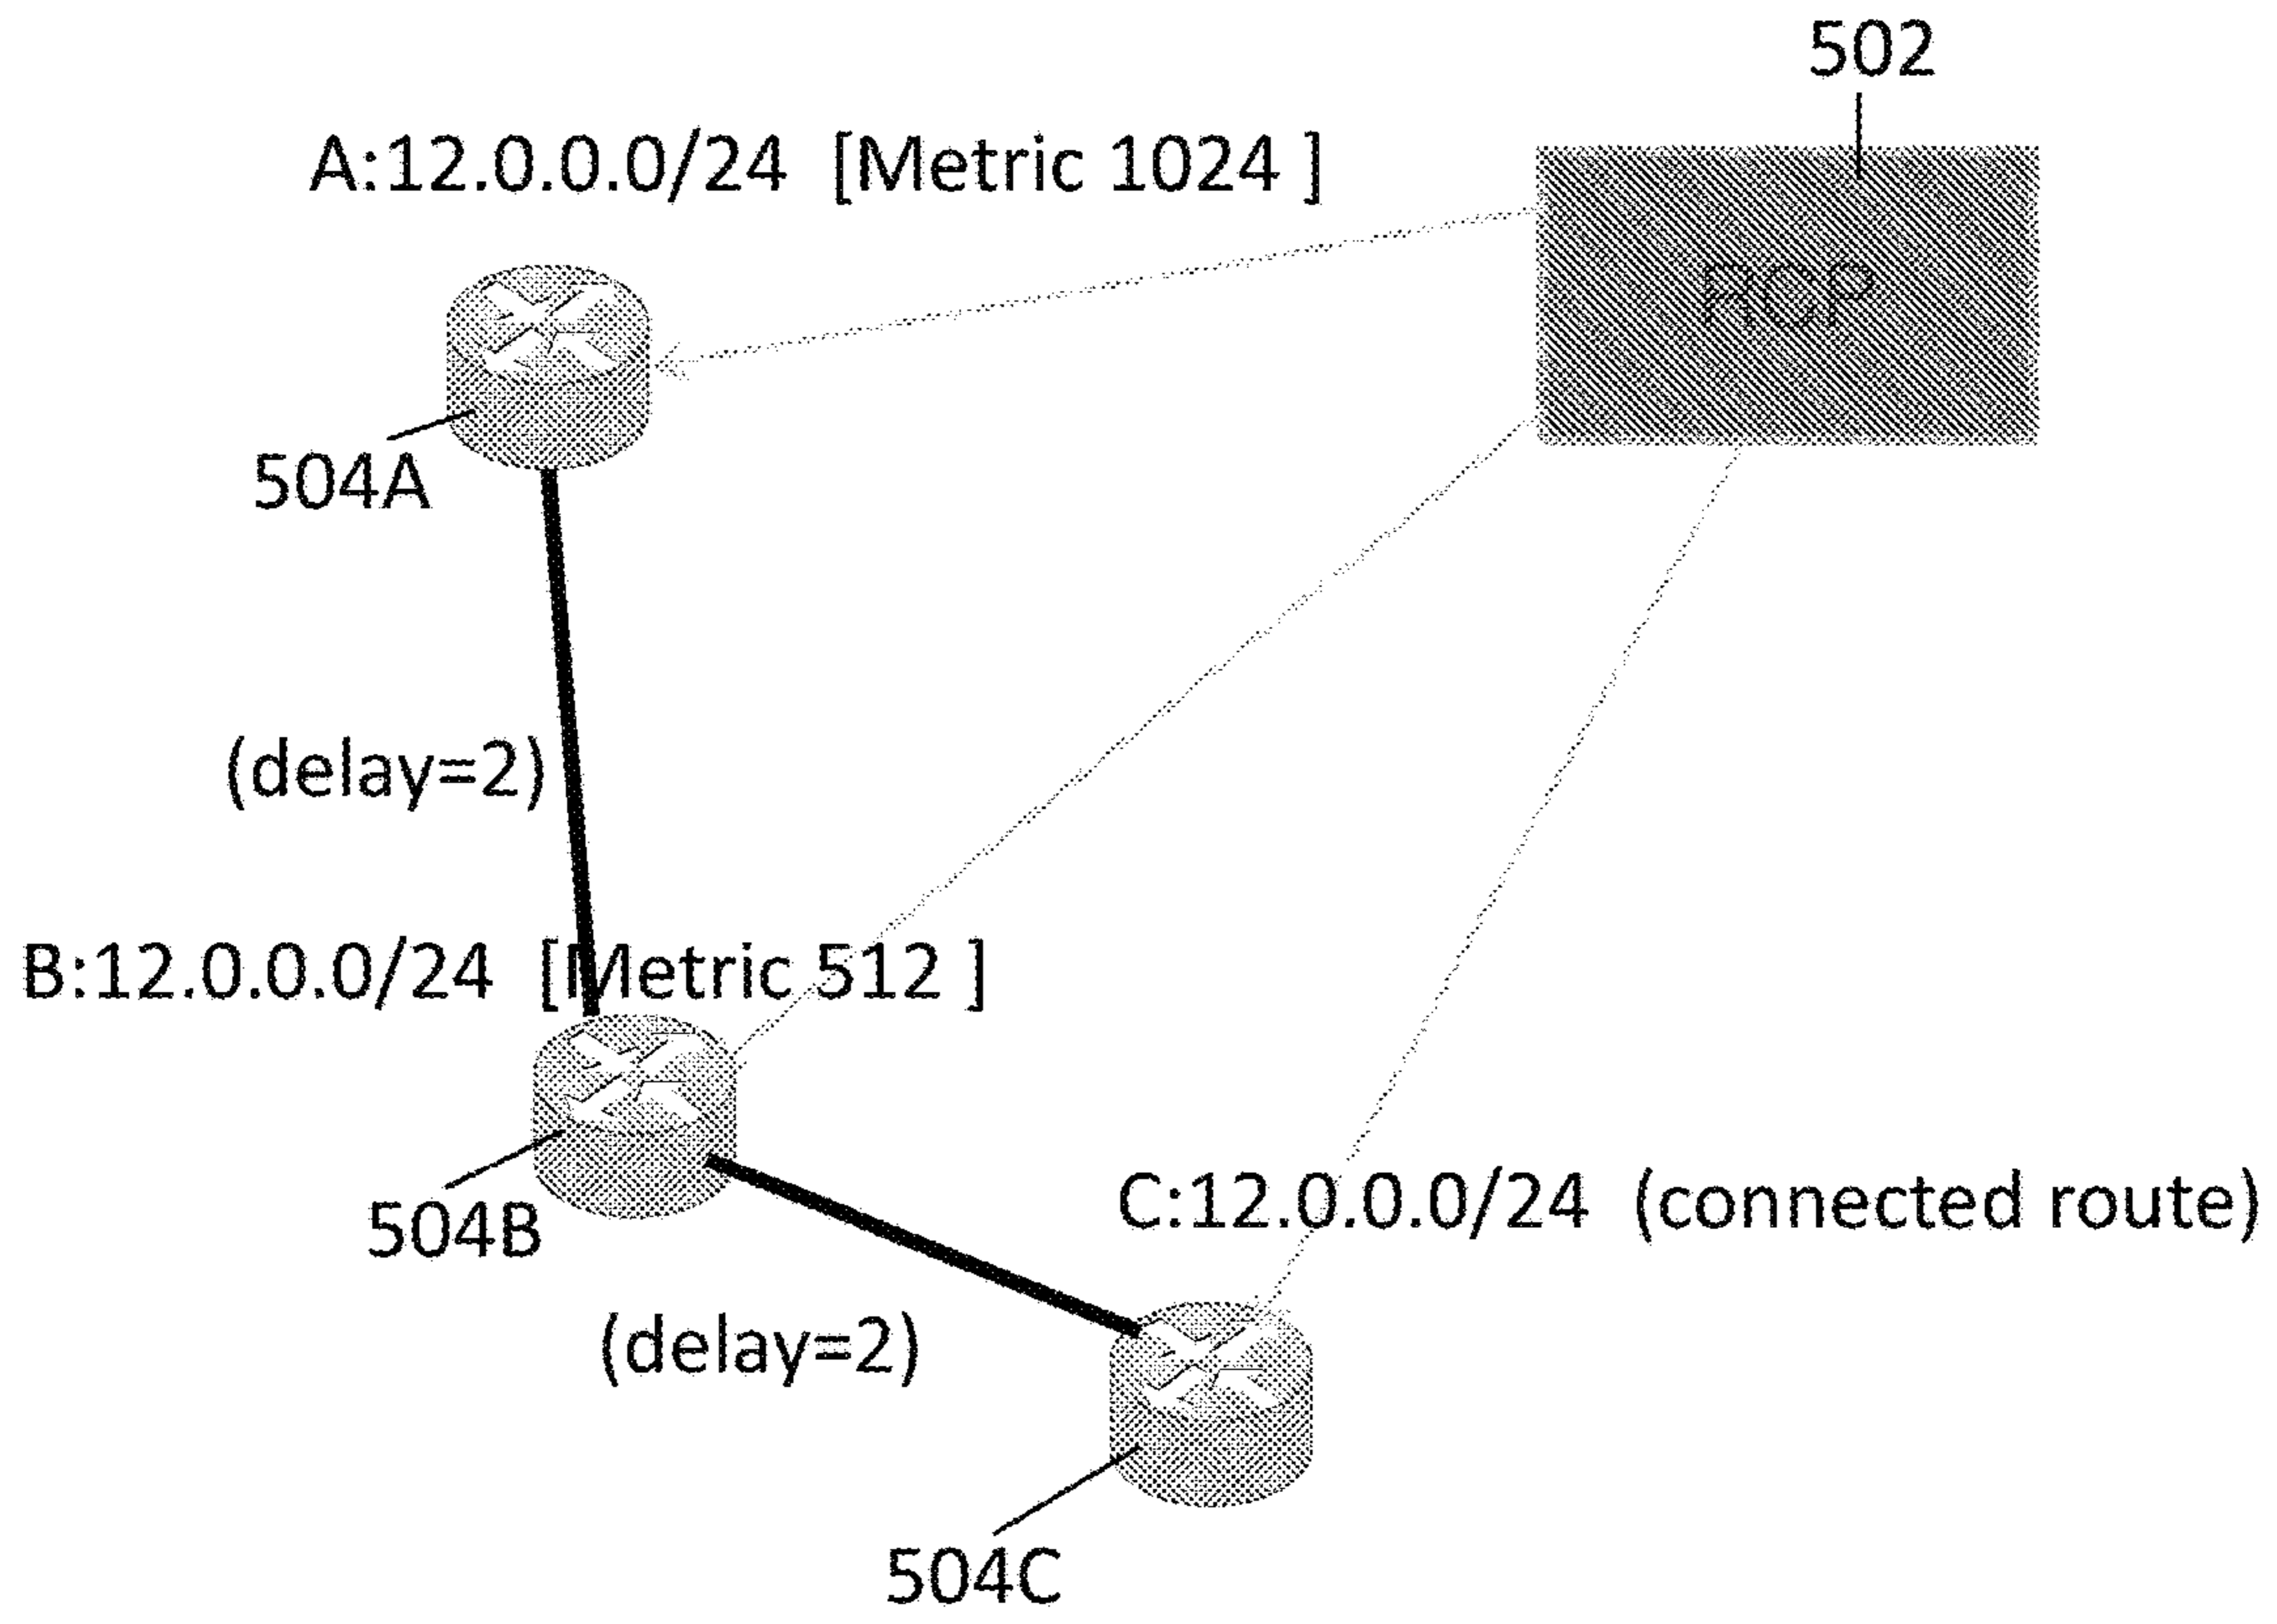 502
A:12.0.0.0/24 [Metric 1024 ]
RCP
504A
(delay=2)
B:12.0.0.0/24 [Metric 512 ]
504B
C:12.0.0.0/24 (connected route)
(delay=2)
504C